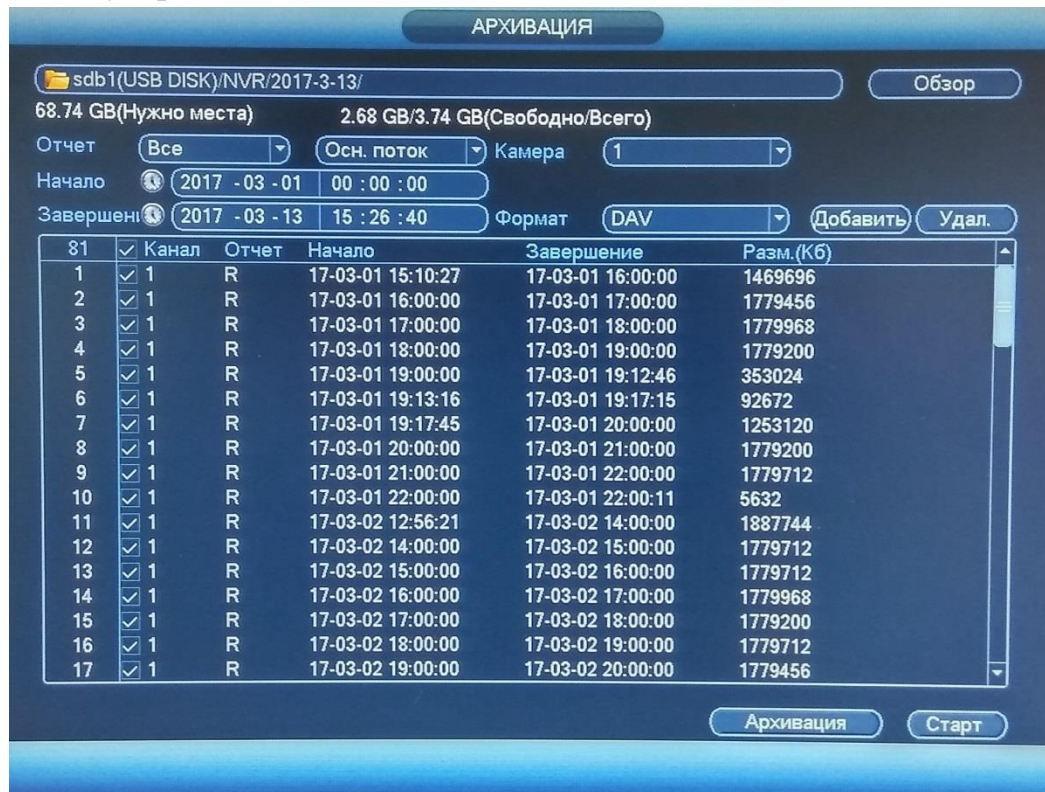 АРХИВАЦИЯ
sdb1(USB DISK)/NVR/2017-3-13/ Обзор
68.74 GB(Нужно места) 2.68 GB/3.74 GB(Свободно/Всего)
Отчет Все Осн. поток Камера 1
Начало 2017 -03 -01 00 :00 :00
Завершени 2017 -03 -13 15 :26 :40 Формат DAV Добавить Удал.
81 Канал Отчет Начало Завершение Разм.(Кб)
1 1 R 17-03-01 15:10:27 17-03-01 16:00:00 1469696
2 1 R 17-03-01 16:00:00 17-03-01 17:00:00 1779456
3 1 R 17-03-01 17:00:00 17-03-01 18:00:00 1779968
4 1 R 17-03-01 18:00:00 17-03-01 19:00:00 1779200
5 1 R 17-03-01 19:00:00 17-03-01 19:12:46 353024
6 1 R 17-03-01 19:13:16 17-03-01 19:17:15 92672
7 1 R 17-03-01 19:17:45 17-03-01 20:00:00 1253120
8 1 R 17-03-01 20:00:00 17-03-01 21:00:00 1779200
9 1 R 17-03-01 21:00:00 17-03-01 22:00:00 1779712
10 1 R 17-03-01 22:00:00 17-03-01 22:00:11 5632
11 1 R 17-03-02 12:56:21 17-03-02 14:00:00 1887744
12 1 R 17-03-02 14:00:00 17-03-02 15:00:00 1779712
13 1 R 17-03-02 15:00:00 17-03-02 16:00:00 1779712
14 1 R 17-03-02 16:00:00 17-03-02 17:00:00 1779968
15 1 R 17-03-02 17:00:00 17-03-02 18:00:00 1779200
16 1 R 17-03-02 18:00:00 17-03-02 19:00:00 1779712
17 1 R 17-03-02 19:00:00 17-03-02 20:00:00 1779456
Архивация Старт